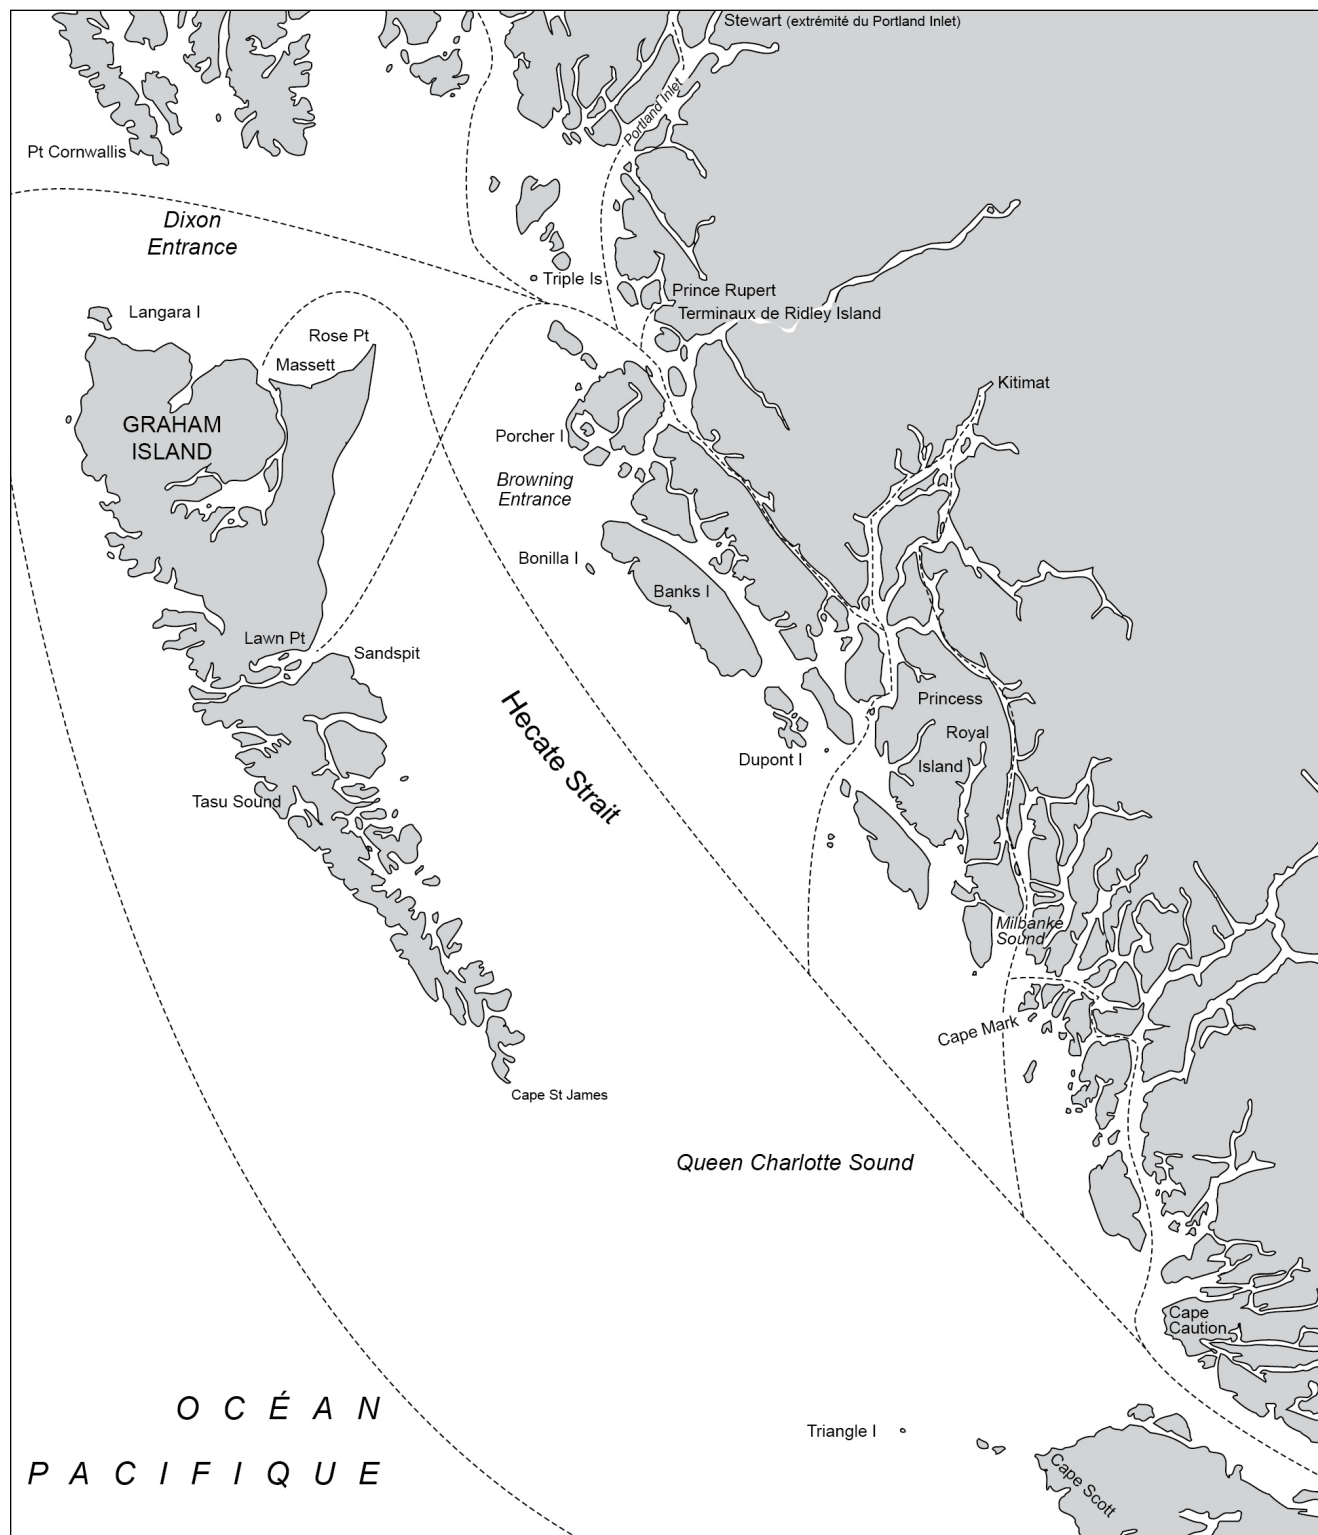 Stewart (extrémité du Portland Inlet)
Portland Inlet
Pt Cornwallis
Dixon
Entrance
Triple Is
Prince Rupert
Terminaux de Ridley Island
Langara I
Rose Pt
Massett
Kitimat
GRAHAM
ISLAND
Porcher I
Browning
Entrance
Bonilla I
Banks I
Lawn Pt
Sandspit
Princess
Royal
Island
Hecate Strait
Dupont I
Tasu Sound
Milbanke
Sound
Cape Mark
Cape St James
Queen Charlotte Sound
Cape
Caution
OCÉAN
PACIFIQUE
Triangle I
Cape Scott